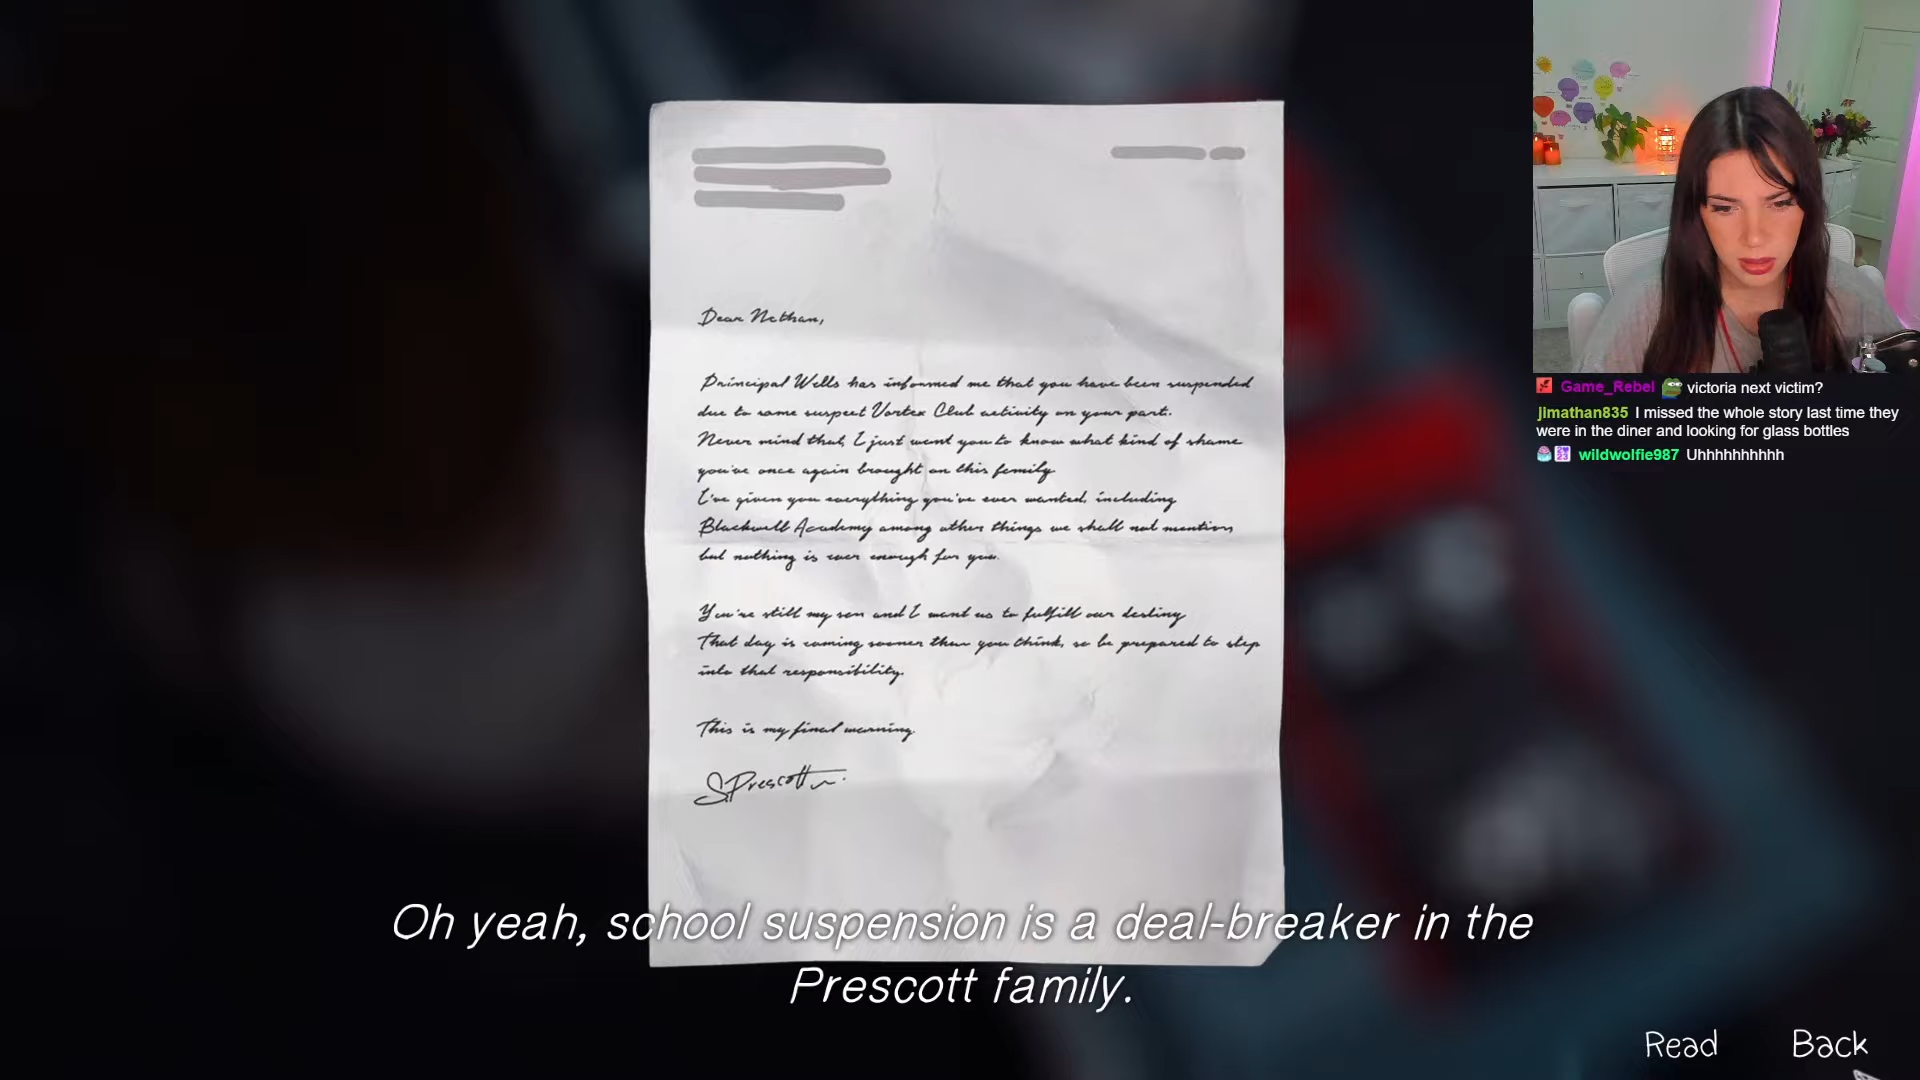 Dear Nathan,
Principal Wells has informed me that you have been suspended
due to some suspect Vortex Club activity on your part.
Never mind that, I just want you to know what kind of shame
you've once again brought on this family
I've given you everything you've ever wanted, including
Blackwell Academy among other things we shall not mention
but nothing is ever enough for you.
You're still my son and I want us to fulfill our destiny
That day is coming sooner than you think, so be prepared to step
into that responsibility.
This is my final warning.
S.Prescott
Oh yeah, school suspension is a deal-breaker in the
Prescott family.
Read Back
Game_Rebel victoria next victim?
jimathan835 I missed the whole story last time they
were in the diner and looking for glass bottles
wildwolfie987 Uhhhhhhhhhh